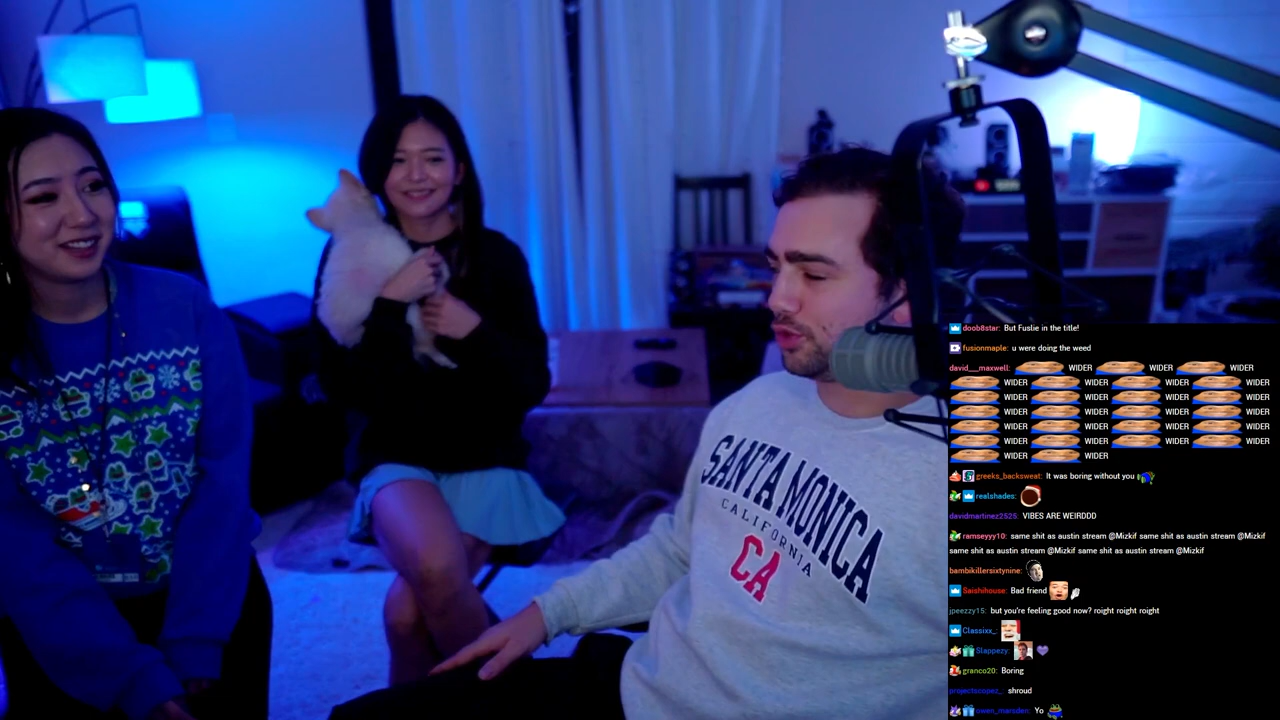 SANTA MONICA
CALIFORNIA
CA
doob8star: But Fuslie in the title!
fusionmaple: u were doing the weed
david__maxwell: WIDER WIDER WIDER
WIDER WIDER WIDER WIDER
WIDER WIDER WIDER WIDER
WIDER WIDER WIDER WIDER
WIDER WIDER WIDER WIDER
WIDER WIDER WIDER WIDER
WIDER WIDER
greeks_backsweat: It was boring without you
realshades:
davidmartinez2525: VIBES ARE WEIRDDD
ramseyyy10: same shit as austin stream @Mizkif same shit as austin stream @Mizkif
same shit as austin stream @Mizkif same shit as austin stream @Mizkif
bambikillersixtynine:
Saishihouse: Bad friend
jpeezzy15: but you're feeling good now? roight roight roight
Classixx_:
Slappezy:
granco20: Boring
projectscopez_: shroud
owen_marsden: Yo